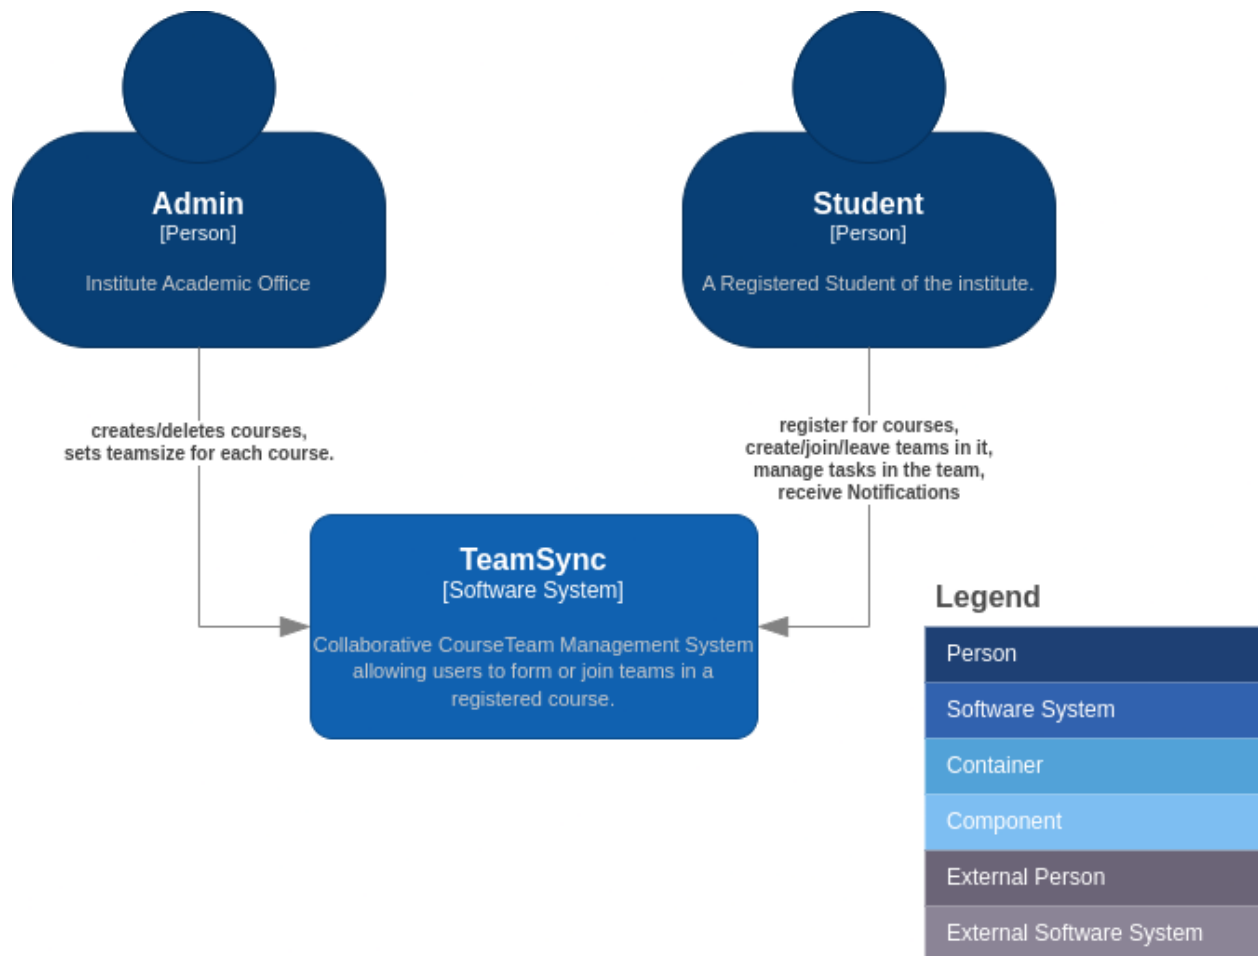 Admin
[Person]
Institute Academic Office
Student
[Person]
A Registered Student of the institute.
creates/deletes courses,
sets teamsize for each course.
register for courses,
create/join/leave teams in it,
manage tasks in the team,
receive Notifications
TeamSync
[Software System]
Collaborative CourseTeam Management System
allowing users to form or join teams in a
registered course.
Legend
Person
Software System
Container
Component
External Person
External Software System